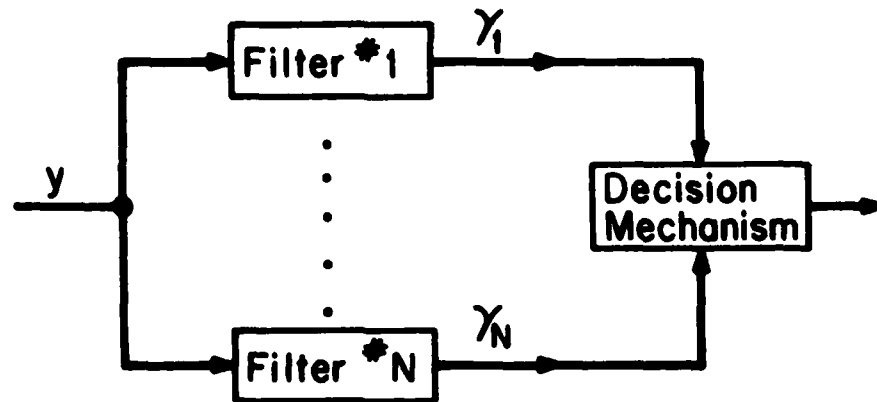 Filter *1
γ₁
y
Decision
Mechanism
Filter *N
γN